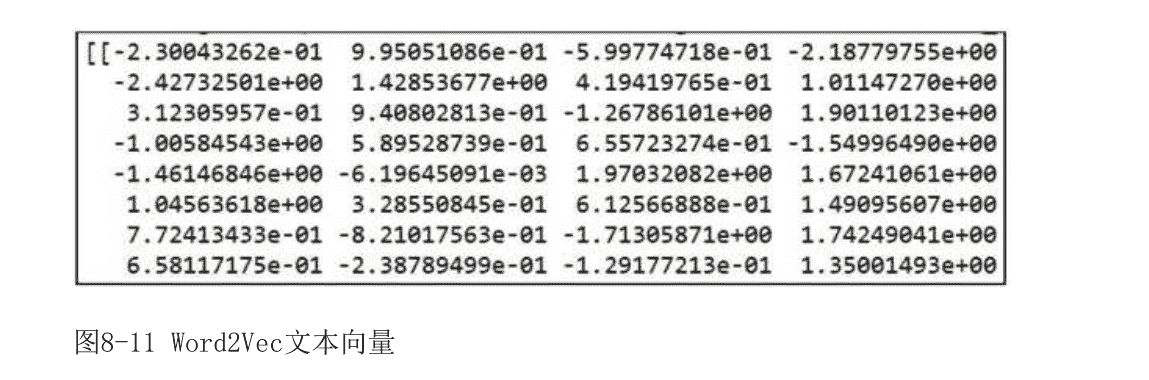 [[-2.30043262e-01 9.95051086e-01 -5.99774718e-01 -2.18779755e+00
-2.42732501e+00 1.42853677e+00 4.19419765e-01 1.01147270e+00
3.12305957e-01 9.40802813e-01 -1.26786101e+00 1.90110123e+00
-1.00584543e+00 5.89528739e-01 6.55723274e-01 -1.54996490e+00
-1.46146846e+00 -6.19645091e-03 1.97032082e+00 1.67241061e+00
1.04563618e+00 3.28550845e-01 6.12566888e-01 1.49095607e+00
7.72413433e-01 -8.21017563e-01 -1.71305871e+00 1.74249041e+00
6.58117175e-01 -2.38789499e-01 -1.29177213e-01 1.35001493e+00
图8-11 Word2Vec文本向量